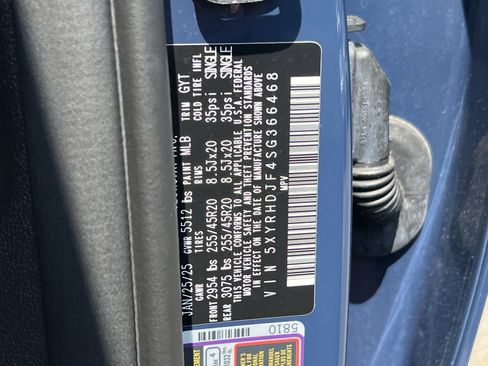 JAN/25/25 GVWR 5512 lbs PAINT MLB TRIM GYT
GAWR TIRES RIMS COLD TIRE INFL
FRONT 2954 lbs 255/45R20 8.5Jx20 35psi SINGLE
REAR 3075 lbs 255/45R20 8.5Jx20 35psi SINGLE
THIS VEHICLE CONFORMS TO ALL APPLICABLE U.S.A. FEDERAL
MOTOR VEHICLE SAFETY AND THEFT PREVENTION STANDARDS
IN EFFECT ON THE DATE OF MANUFACTURE SHOWN ABOVE
VIN 5XYRHDJF4SG366468
MPV
5810